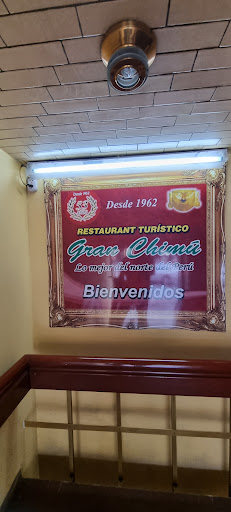 Desde 1962
RESTAURANT TURÍSTICO
Gran Chimú
Lo mejor del norte del Perú
Bienvenidos